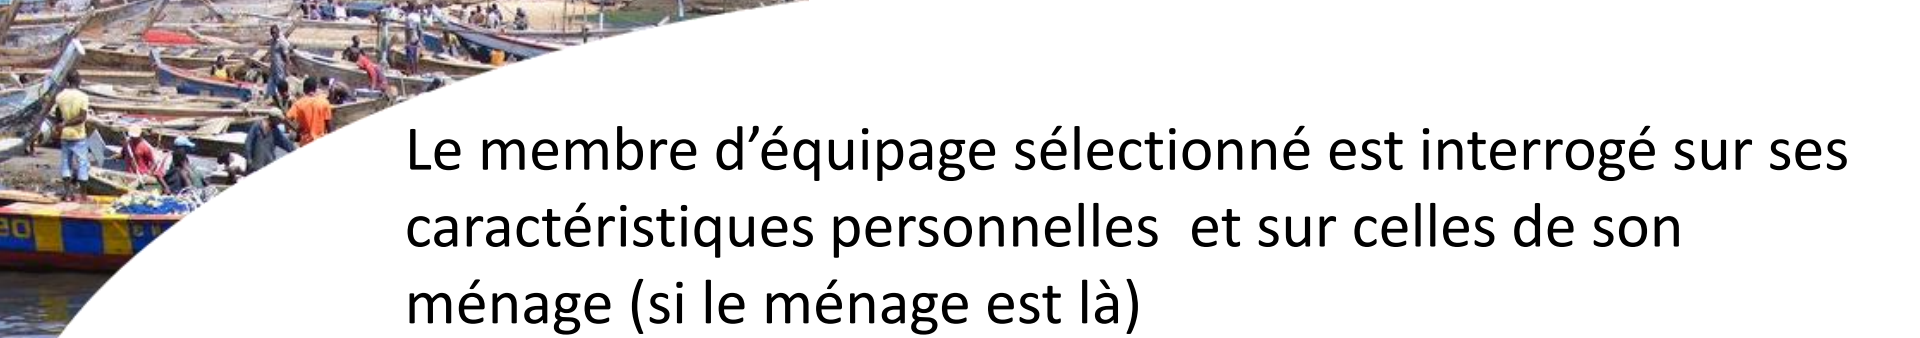 Le membre d’équipage sélectionné est interrogé sur ses
caractéristiques personnelles  et sur celles de son
ménage (si le ménage est là)